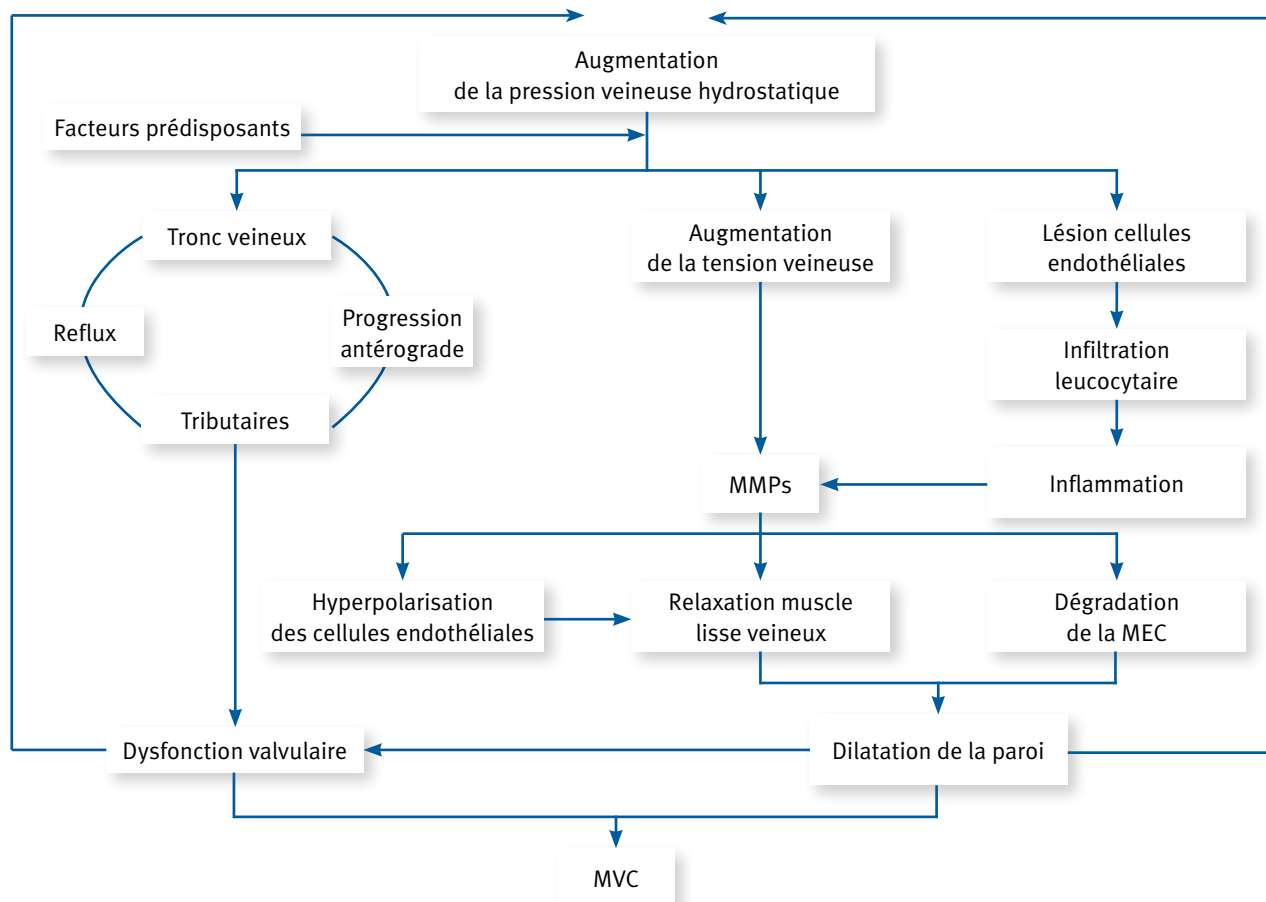 Augmentation
de la pression veineuse hydrostatique
Facteurs prédisposants
Tronc veineux
Augmentation
de la tension veineuse
Lésion cellules
endothéliales
Reflux
Progression
antérograde
Infiltration
leucocytaire
Tributaires
MMPs
Inflammation
Hyperpolarisation
des cellules endothéliales
Relaxation muscle
lisse veineux
Dégradation
de la MEC
Dysfonction valvulaire
Dilatation de la paroi
MVC